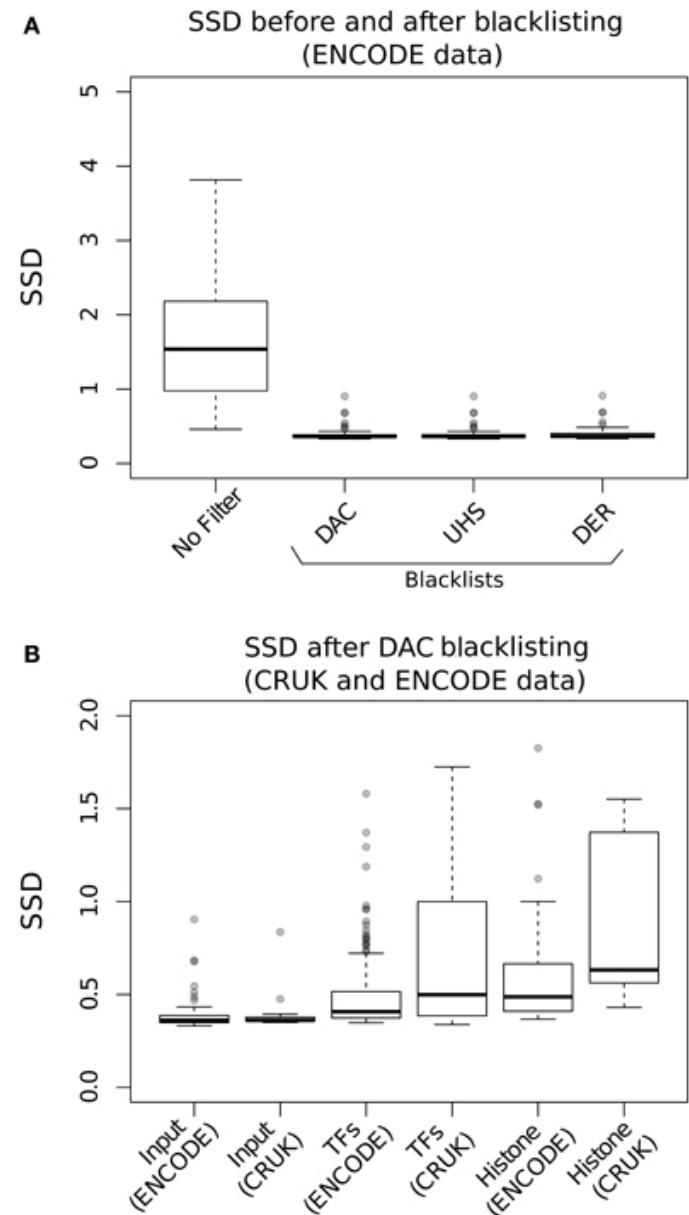 A
SSD before and after blacklisting
(ENCODE data)
SSD
5
4
3
2
1
0
No Filter
DAC
UHS
DER
Blacklists
B
SSD after DAC blacklisting
(CRUK and ENCODE data)
SSD
2.0
1.5
1.0
0.5
0.0
Input
(ENCODE)
Input
(CRUK)
TFs
(ENCODE)
TFs
(CRUK)
Histone
(ENCODE)
Histone
(CRUK)